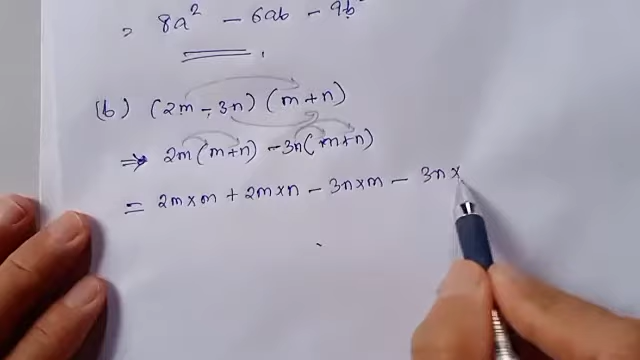 = 8a² - 6ab - 9b²
(b) (2m - 3n) (m+n)
⇒ 2m(m+n) - 3n(m+n)
= 2m×m + 2m×n - 3n×m - 3n×